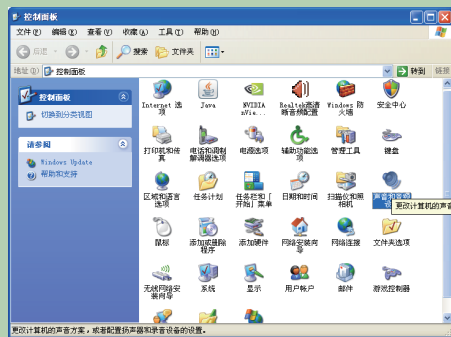 控制面板
文件(F) 编辑(E) 查看(V) 收藏(A) 工具(T) 帮助(H)
后退 搜索 文件夹
地址(D) 控制面板 转到 链接
控制面板
切换到分类视图
请参阅
Windows Update
帮助和支持
Internet 选项
Java
NVIDIA nVie...
Realtek高清晰音频配置
Windows 防火墙
安全中心
打印机和传真
电话和调制解调器选项
电源选项
辅助功能选项
管理工具
键盘
区域和语言选项
任务计划
任务栏和「开始」菜单
日期和时间
扫描仪和照相机
声音和音频设
更改计算机的声音
鼠标
添加或删除程序
添加硬件
网络安装向导
网络连接
文件夹选项
无线网络安装向导
系统
显示
用户帐户
邮件
游戏控制器
更改计算机的声音方案，或者配置扬声器和录音设备的设置。